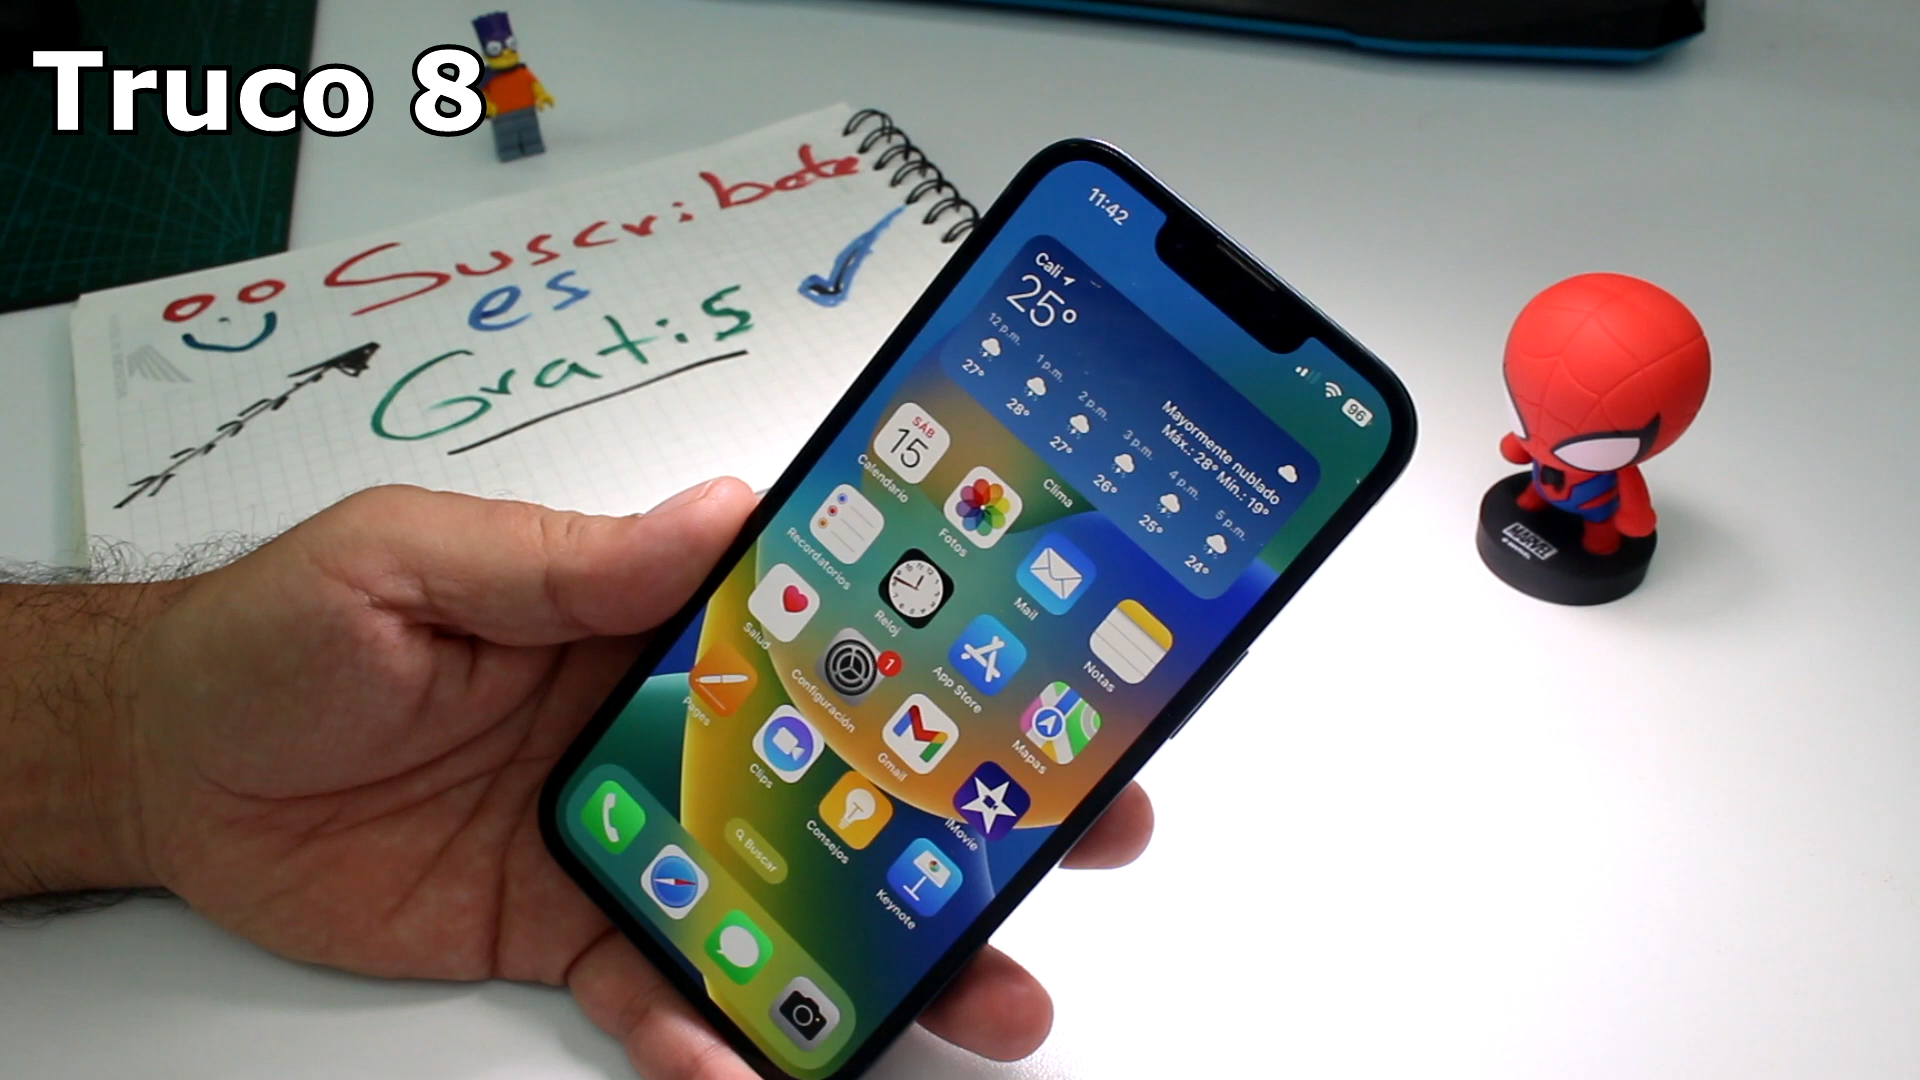 Truco 8
Suscribete
es
Gratis
11:42
96
Cali
25°
Mayormente nublado
Máx.: 28° Mín.: 19°
12 p.m. 1 p.m. 2 p.m. 3 p.m. 4 p.m. 5 p.m.
27° 28° 27° 26° 25° 24°
Clima
SÁB
15
Calendario
Fotos
Mail
Notas
Recordatorios
Reloj
App Store
Mapas
Salud
Configuración
1
Gmail
iMovie
Pages
Clips
Consejos
Keynote
Buscar
MARVEL